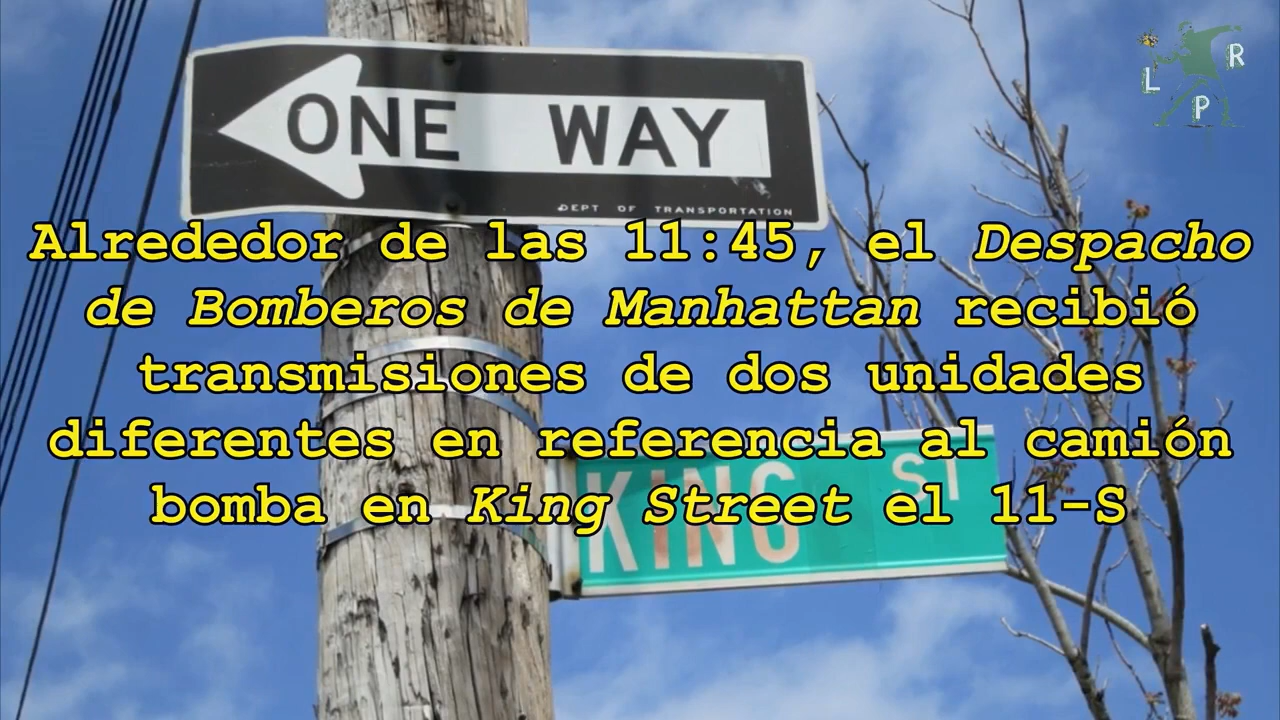 ONE WAY
DEPT OF TRANSPORTATION
L R
P
Alrededor de las 11:45, el Despacho
de Bomberos de Manhattan recibió
transmisiones de dos unidades
diferentes en referencia al camión
bomba en King Street el 11-S
KING ST